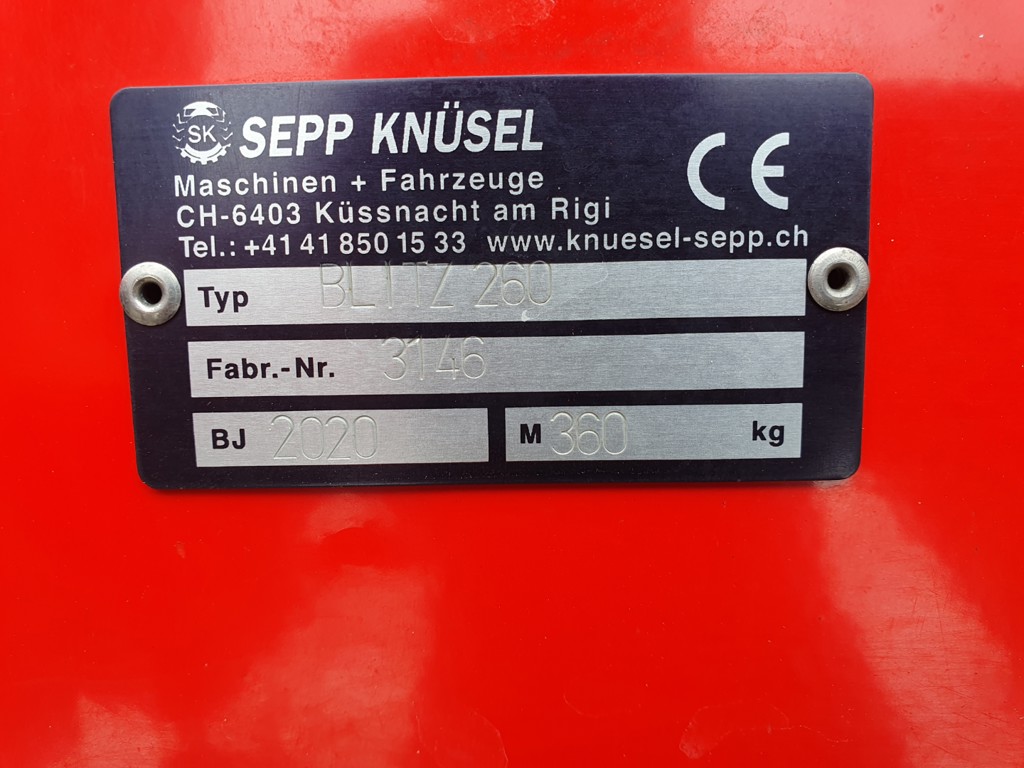 SK SEPP KNÜSEL
Maschinen + Fahrzeuge
CH-6403 Küssnacht am Rigi
Tel.: +41 41 850 15 33 www.knuesel-sepp.ch
CE
Typ BLITZ 260
Fabr.-Nr. 3146
BJ 2020 M 360 kg